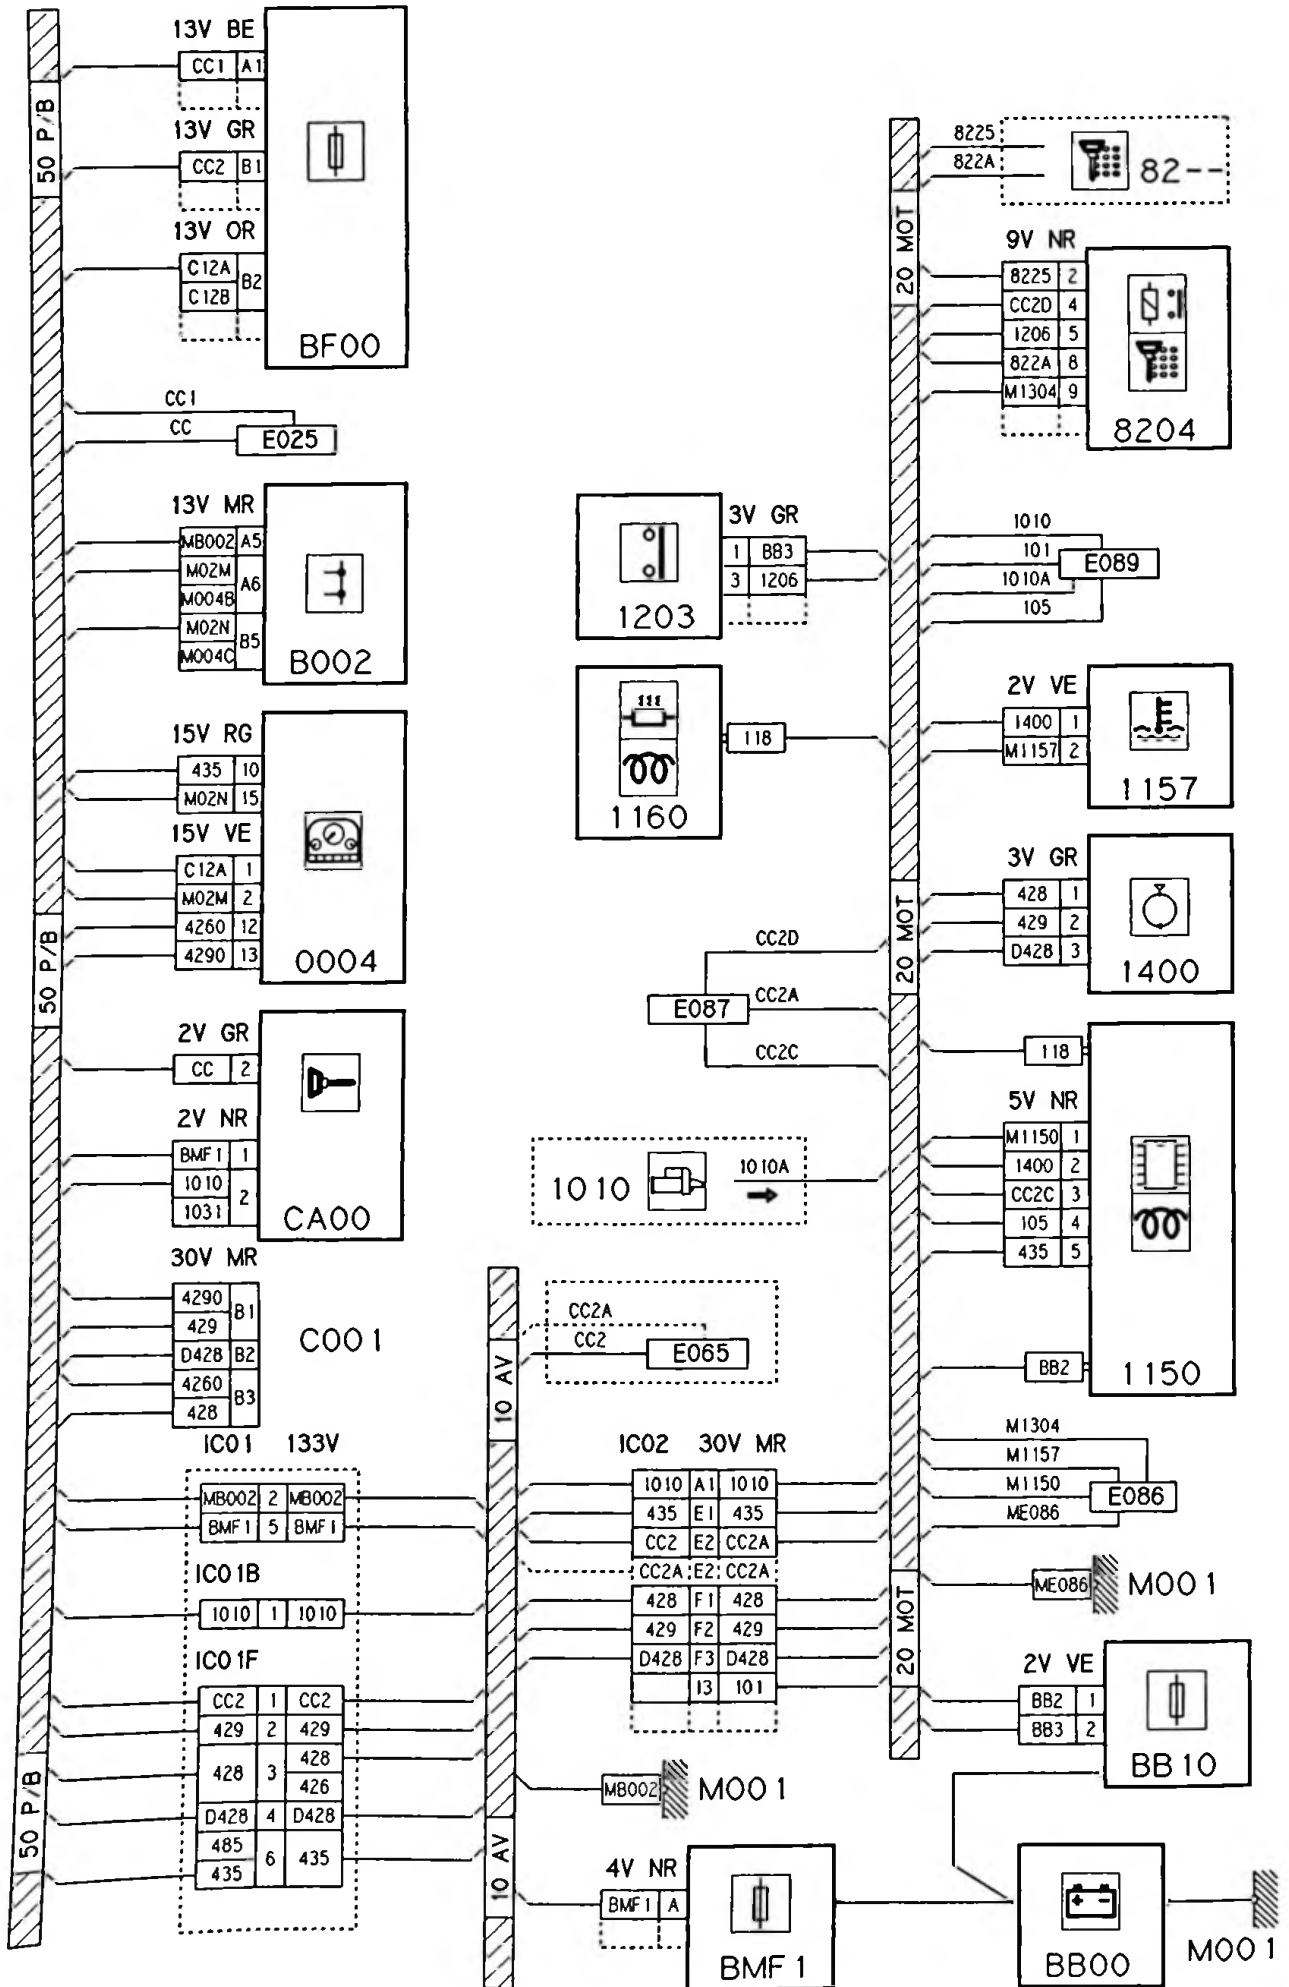 50 P/B
13V BE
CC1 A1
13V GR
CC2 B1
13V OR
C12A B2
C12B
BF00
CC1
CC
E025
13V MR
MB002 A5
M02M A6
M004B
M02N B5
M004C
B002
15V RG
435 10
M02N 15
15V VE
C12A 1
M02M 2
4260 12
4290 13
0004
50 P/B
2V GR
CC 2
2V NR
BMF1 1
1010 2
1031
CA00
30V MR
4290 B1
429
D428 B2
4260 B3
428
C001
IC01 133V
MB002 2 MB002
BMF1 5 BMF1
IC01B
1010 1 1010
IC01F
CC2 1 CC2
429 2 429
428 3 428
426
D428 4 D428
485 6 435
435
50 P/B
1203
3V GR
1 BB3
3 1206
1160
118
CC2D
E087 CC2A
CC2C
1010 1010A
10 AV
CC2A
CC2
E065
IC02 30V MR
1010 A1 1010
435 E1 435
CC2 E2 CC2A
CC2A E2 CC2A
428 F1 428
429 F2 429
D428 F3 D428
I3 101
MB002 M001
10 AV
4V NR
BMF1 A
BMF1
20 MOT
8225
822A
82--
9V NR
8225 2
CC2D 4
1206 5
822A 8
M1304 9
8204
1010
101
E089
1010A
105
2V VE
1400 1
M1157 2
1157
20 MOT
3V GR
428 1
429 2
D428 3
1400
118
5V NR
M1150 1
1400 2
CC2C 3
105 4
435 5
BB2
1150
M1304
M1157
M1150
E086
ME086
ME086 M001
20 MOT
2V VE
BB2 1
BB3 2
BB10
BB00
M001